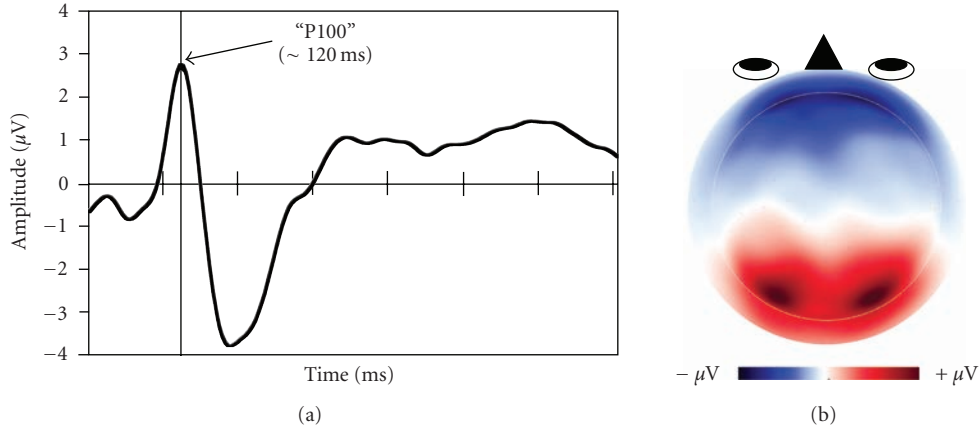 4
3
2
1
0
−1
−2
−3
−4
Amplitude (μV)
“P100”
(∼ 120 ms)
Time (ms)
(a)
− μV
+ μV
(b)